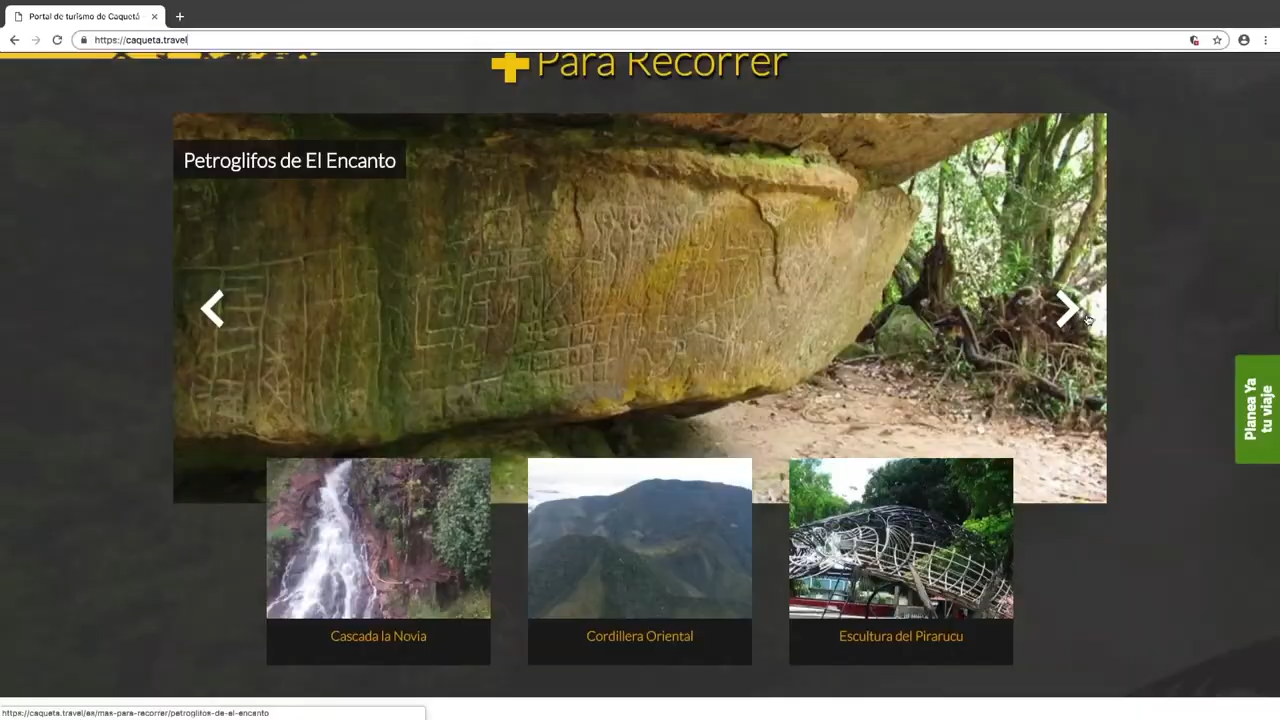 Portal de turismo de Caquetá
https://caqueta.travel
Para Recorrer
Petroglifos de El Encanto
Planea Ya
tu viaje
Cascada la Novia
Cordillera Oriental
Escultura del Pirarucu
https://caqueta.travel/es/mas-para-recorrer/petroglifos-de-el-encanto